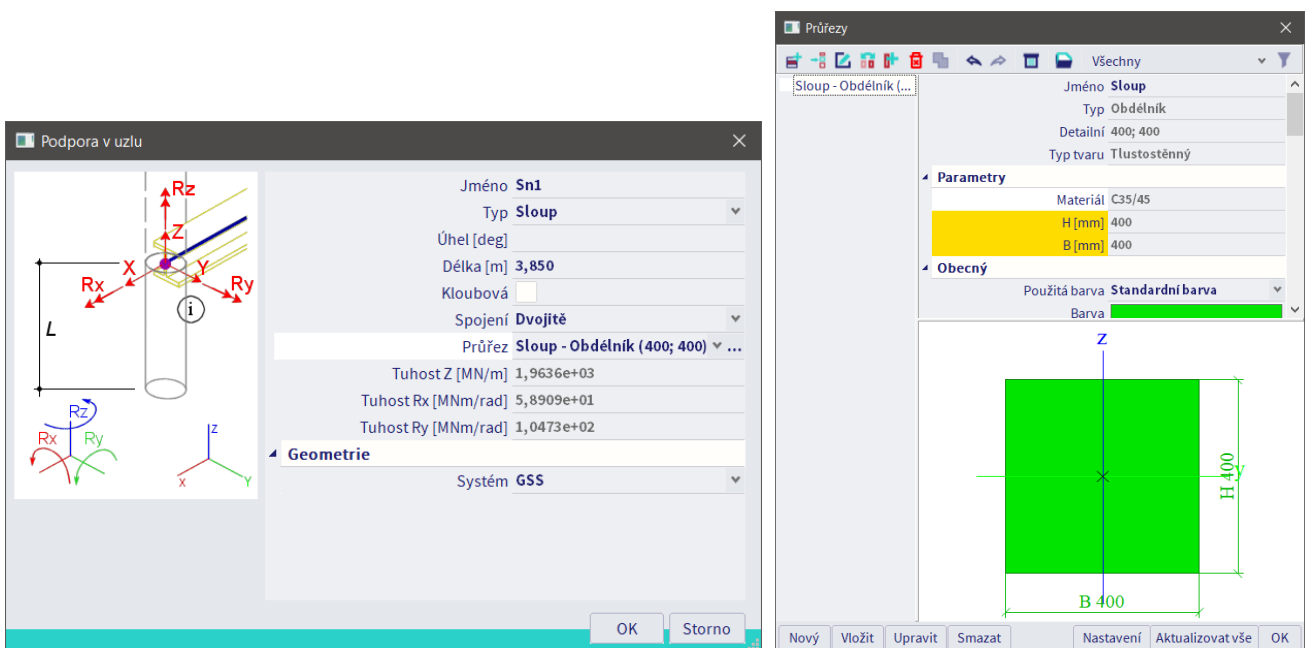 Podpora v uzlu
Rz
Z
X
Y
Rx
Ry
i
L
Rz
Rx
Ry
z
x
Y
Jméno Sn1
Typ Sloup
Úhel [deg]
Délka [m] 3,850
Kloubová
Spojení Dvojitě
Průřez Sloup - Obdélník (400; 400) ...
Tuhost Z [MN/m] 1,9636e+03
Tuhost Rx [MNm/rad] 5,8909e+01
Tuhost Ry [MNm/rad] 1,0473e+02
Geometrie
Systém GSS
OK Storno
Průřezy
Všechny
Sloup - Obdélník (...
Jméno Sloup
Typ Obdélník
Detailní 400; 400
Typ tvaru Tlustostěnný
Parametry
Materiál C35/45
H [mm] 400
B [mm] 400
Obecný
Použitá barva Standardní barva
Barva
z
y
H 400
B 400
Nový Vložit Upravit Smazat Nastavení Aktualizovat vše OK